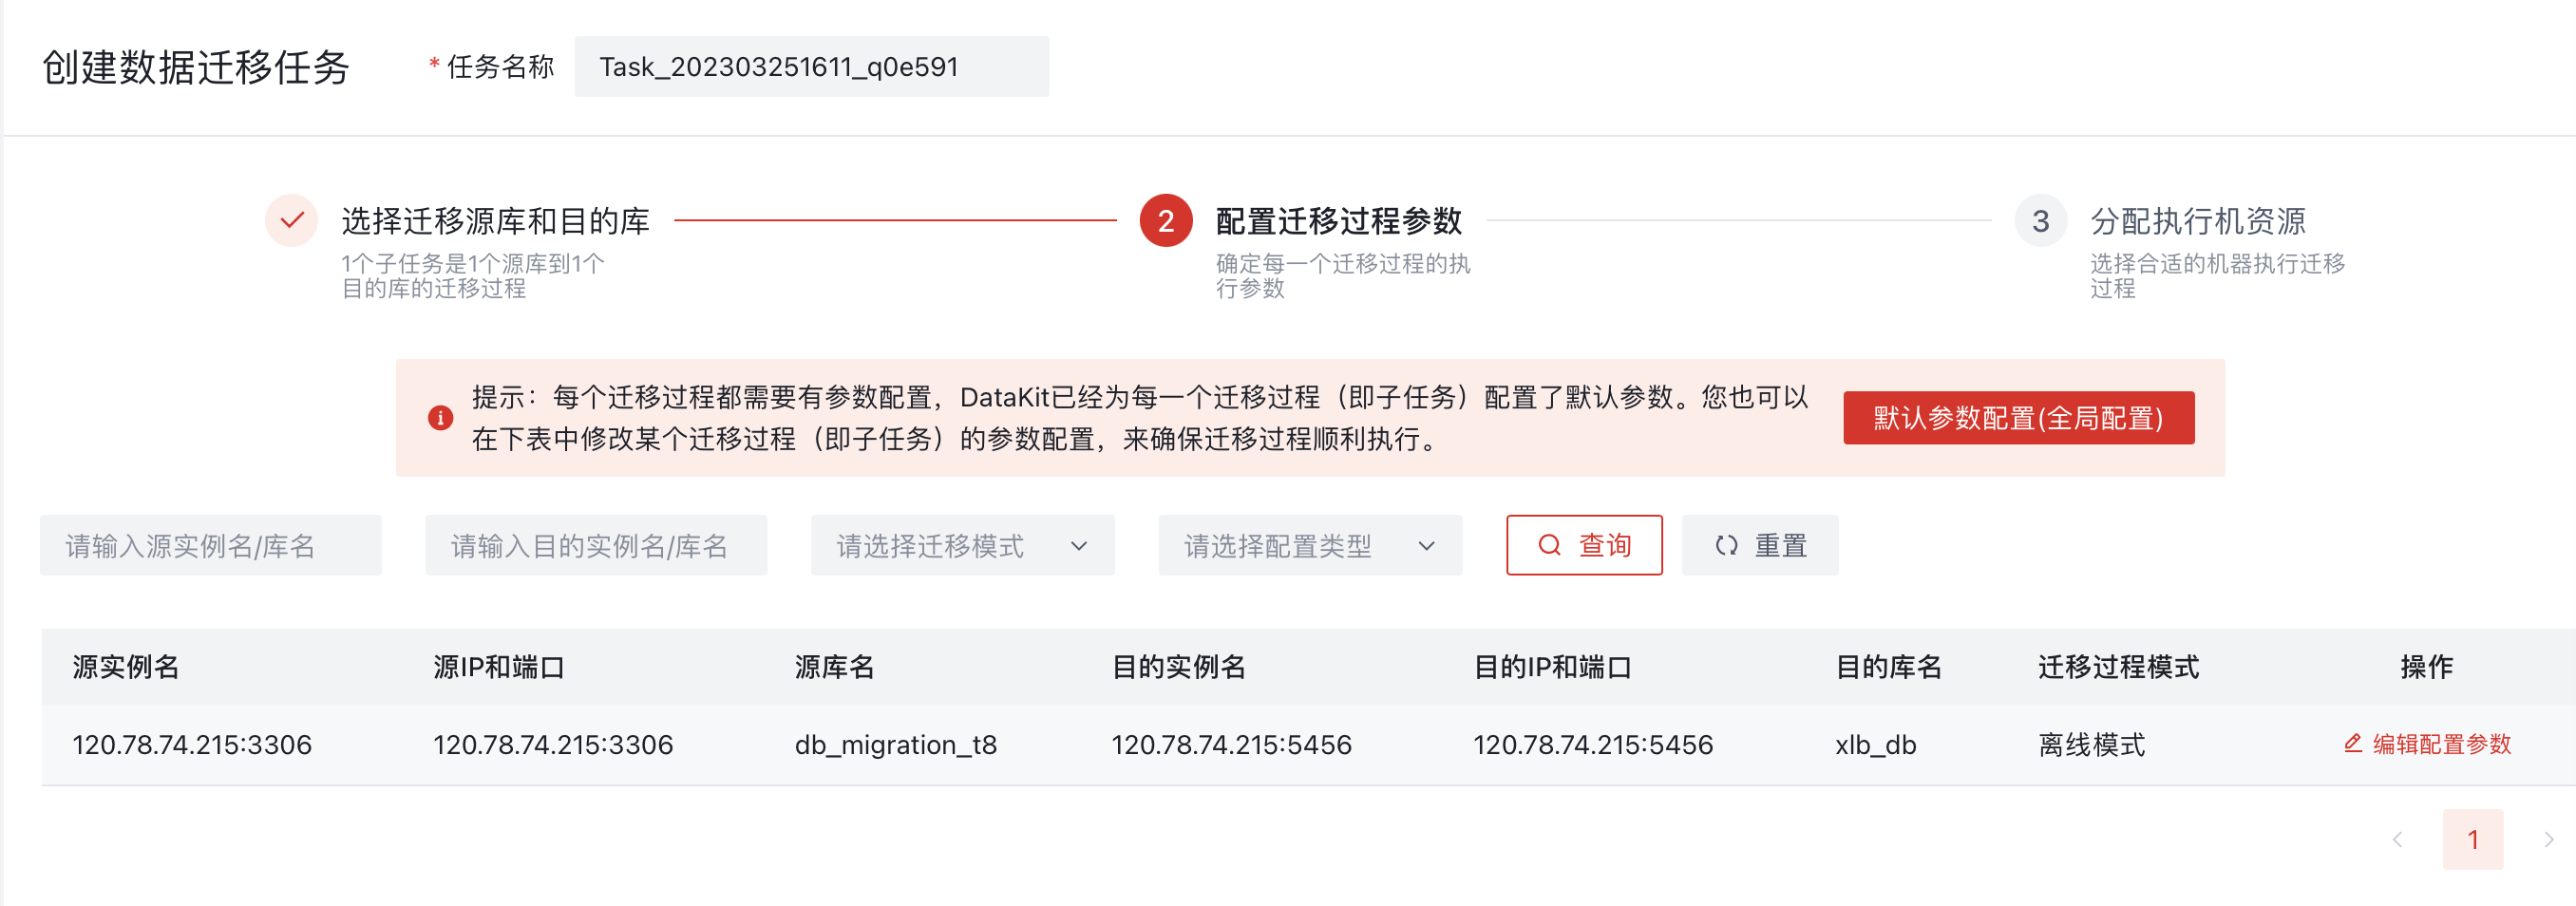 创建数据迁移任务 * 任务名称 Task_202303251611_q0e591
选择迁移源库和目的库
1个子任务是1个源库到1个
目的库的迁移过程
2 配置迁移过程参数
确定每一个迁移过程的执
行参数
3 分配执行机资源
选择合适的机器执行迁移
过程
提示：每个迁移过程都需要有参数配置，DataKit已经为每一个迁移过程（即子任务）配置了默认参数。您也可以
在下表中修改某个迁移过程（即子任务）的参数配置，来确保迁移过程顺利执行。
默认参数配置(全局配置)
请输入源实例名/库名 请输入目的实例名/库名 请选择迁移模式 请选择配置类型 查询 重置
源实例名 源IP和端口 源库名 目的实例名 目的IP和端口 目的库名 迁移过程模式 操作
120.78.74.215:3306 120.78.74.215:3306 db_migration_t8 120.78.74.215:5456 120.78.74.215:5456 xlb_db 离线模式 编辑配置参数
1